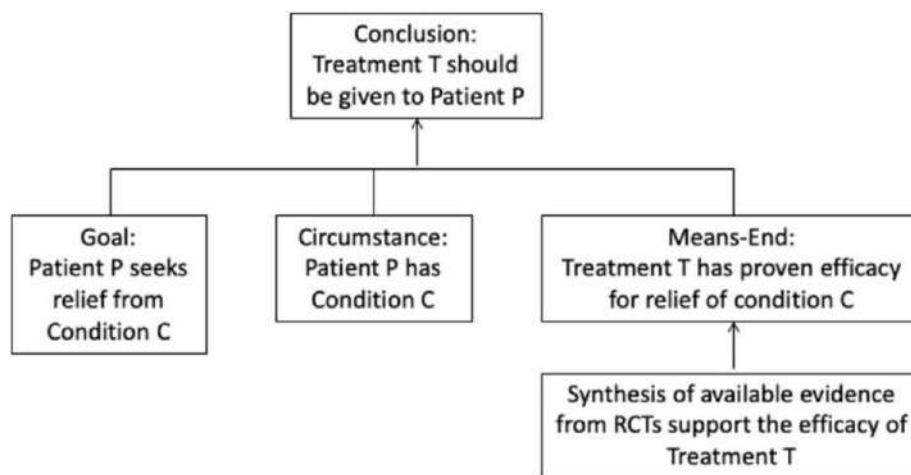 Conclusion:
Treatment T should
be given to Patient P
Goal:
Patient P seeks
relief from
Condition C
Circumstance:
Patient P has
Condition C
Means-End:
Treatment T has proven efficacy
for relief of condition C
Synthesis of available evidence
from RCTs support the efficacy of
Treatment T